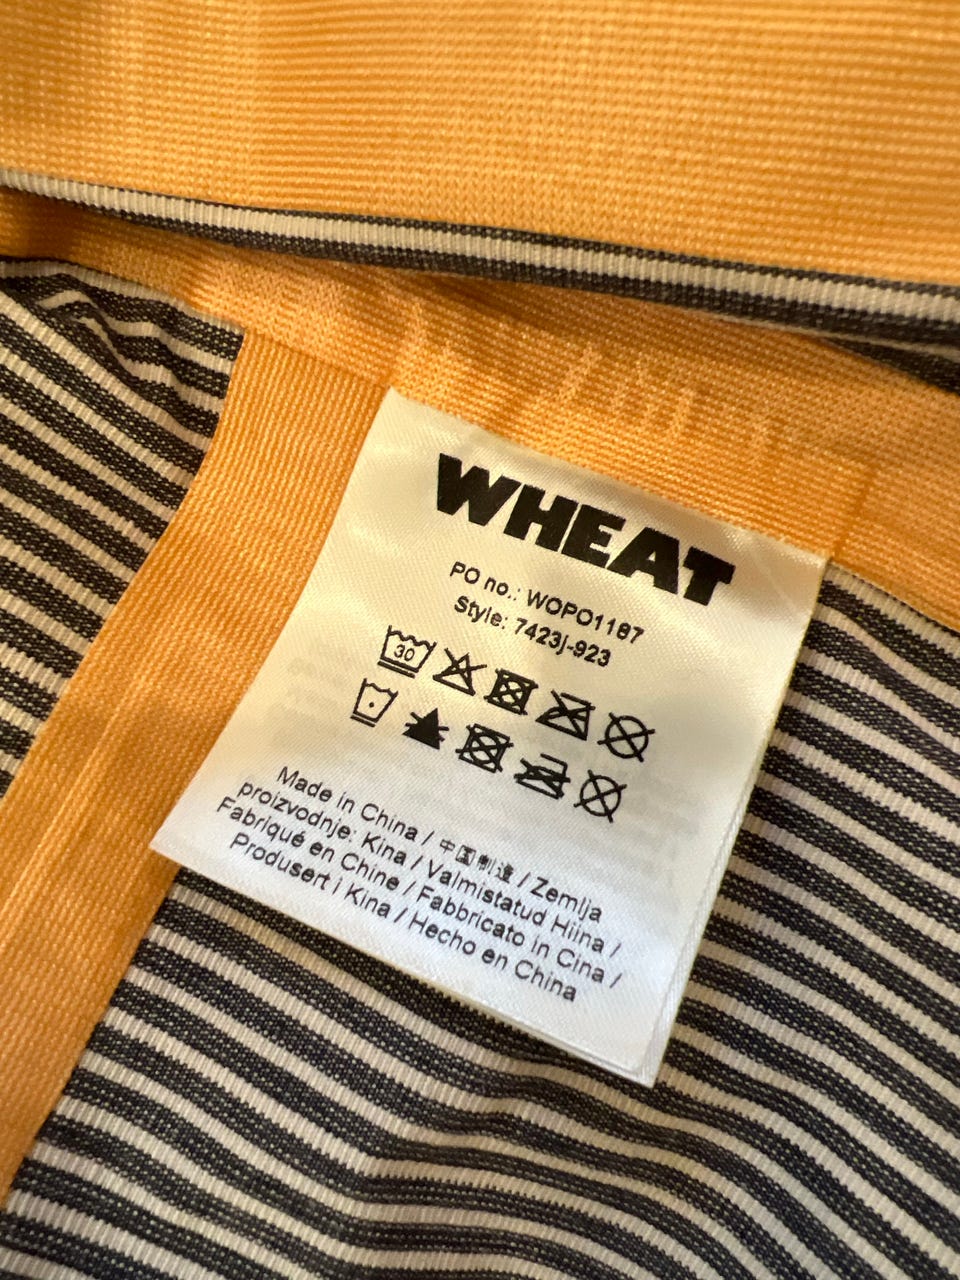 WHEAT
PO no.: WOPO1187
Style: 7423j-923
30
Made in China / 中国制造 / Zemlja
proizvodnje: Kina / Valmistatud Hiina /
Fabriqué en Chine / Fabbricato in Cina /
Produsert i Kina / Hecho en China